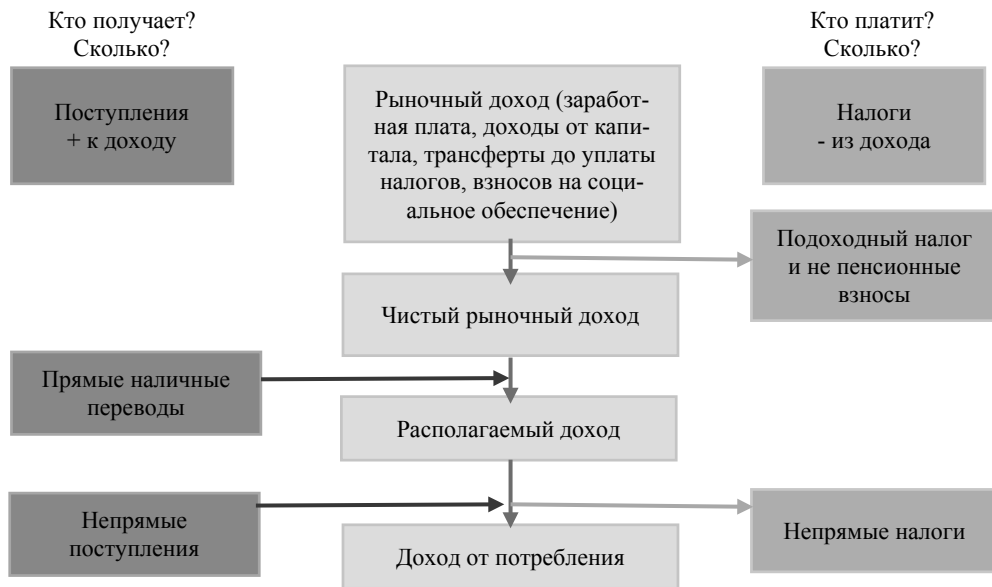 Кто получает?
Сколько?
Кто платит?
Сколько?
Поступления
+ к доходу
Рыночный доход (заработ-
ная плата, доходы от капи-
тала, трансферты до уплаты
налогов, взносов на соци-
альное обеспечение)
Налоги
- из дохода
Подоходный налог
и не пенсионные
взносы
Чистый рыночный доход
Прямые наличные
переводы
Располагаемый доход
Непрямые
поступления
Непрямые налоги
Доход от потребления